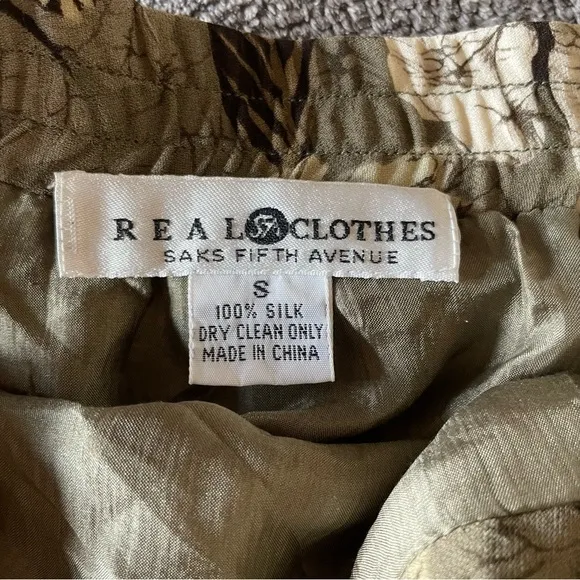 REAL CLOTHES
SAKS FIFTH AVENUE
S
100% SILK
DRY CLEAN ONLY
MADE IN CHINA